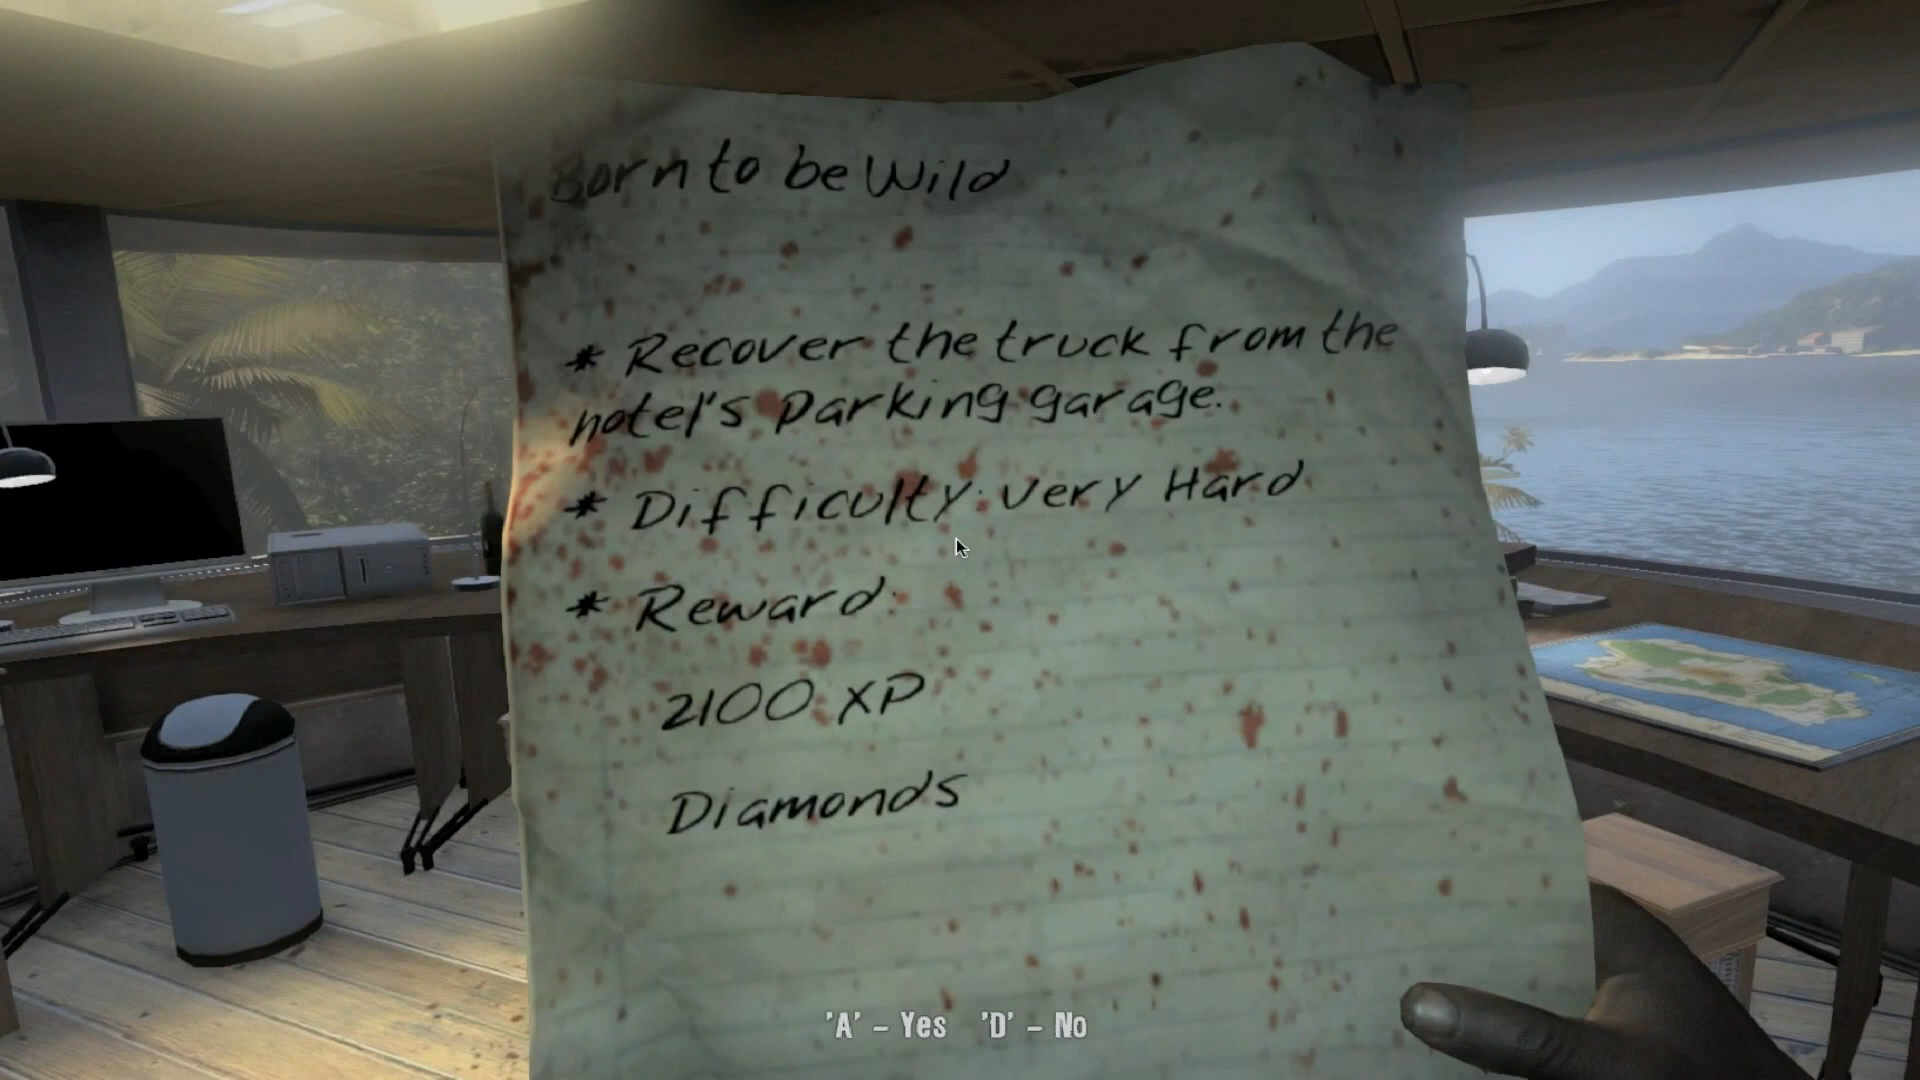 Born to be Wild
* Recover the truck from the
hotel's parking garage.
* Difficulty: Very Hard
* Reward:
2100 XP
Diamonds
'A' - Yes 'D' - No